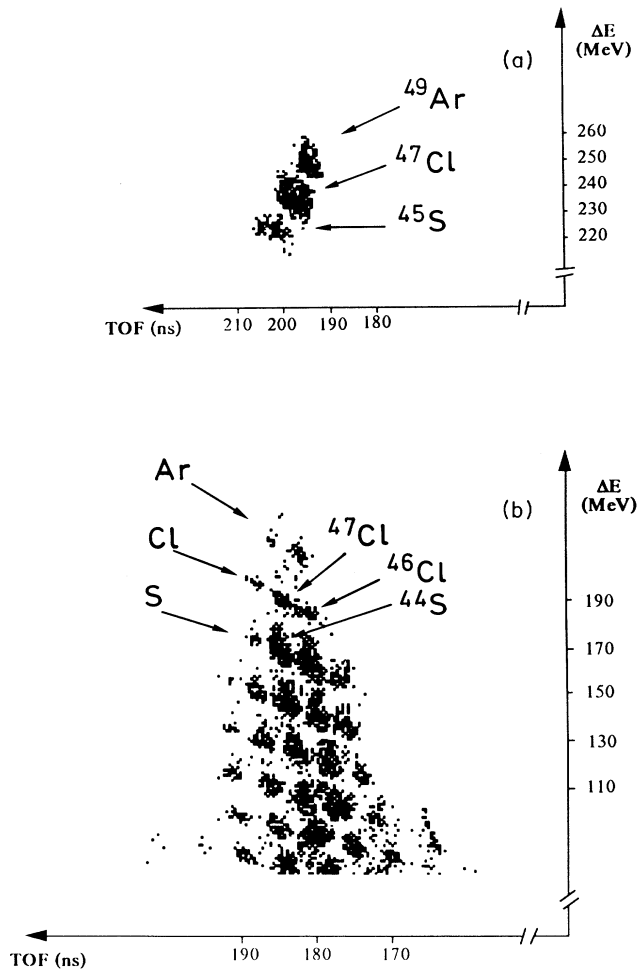 ΔE
(MeV)
(a)
⁴⁹Ar
260
⁴⁷Cl
250
240
⁴⁵S
230
220
TOF (ns)
210 200 190 180
Ar
ΔE
(MeV)
(b)
Cl
⁴⁷Cl
⁴⁶Cl
S
⁴⁴S
190
170
150
130
110
TOF (ns)
190 180 170